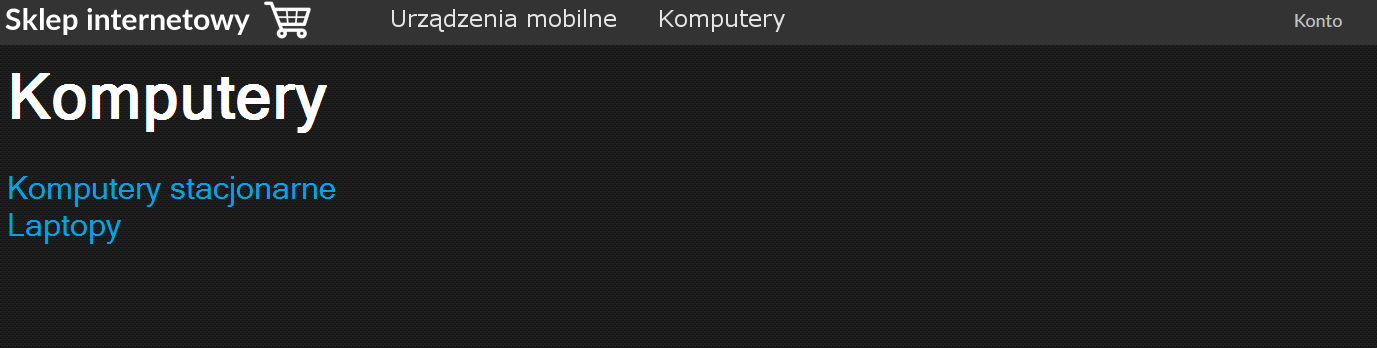 Sklep internetowy Urządzenia mobilne Komputery Konto
Komputery
Komputery stacjonarne
Laptopy